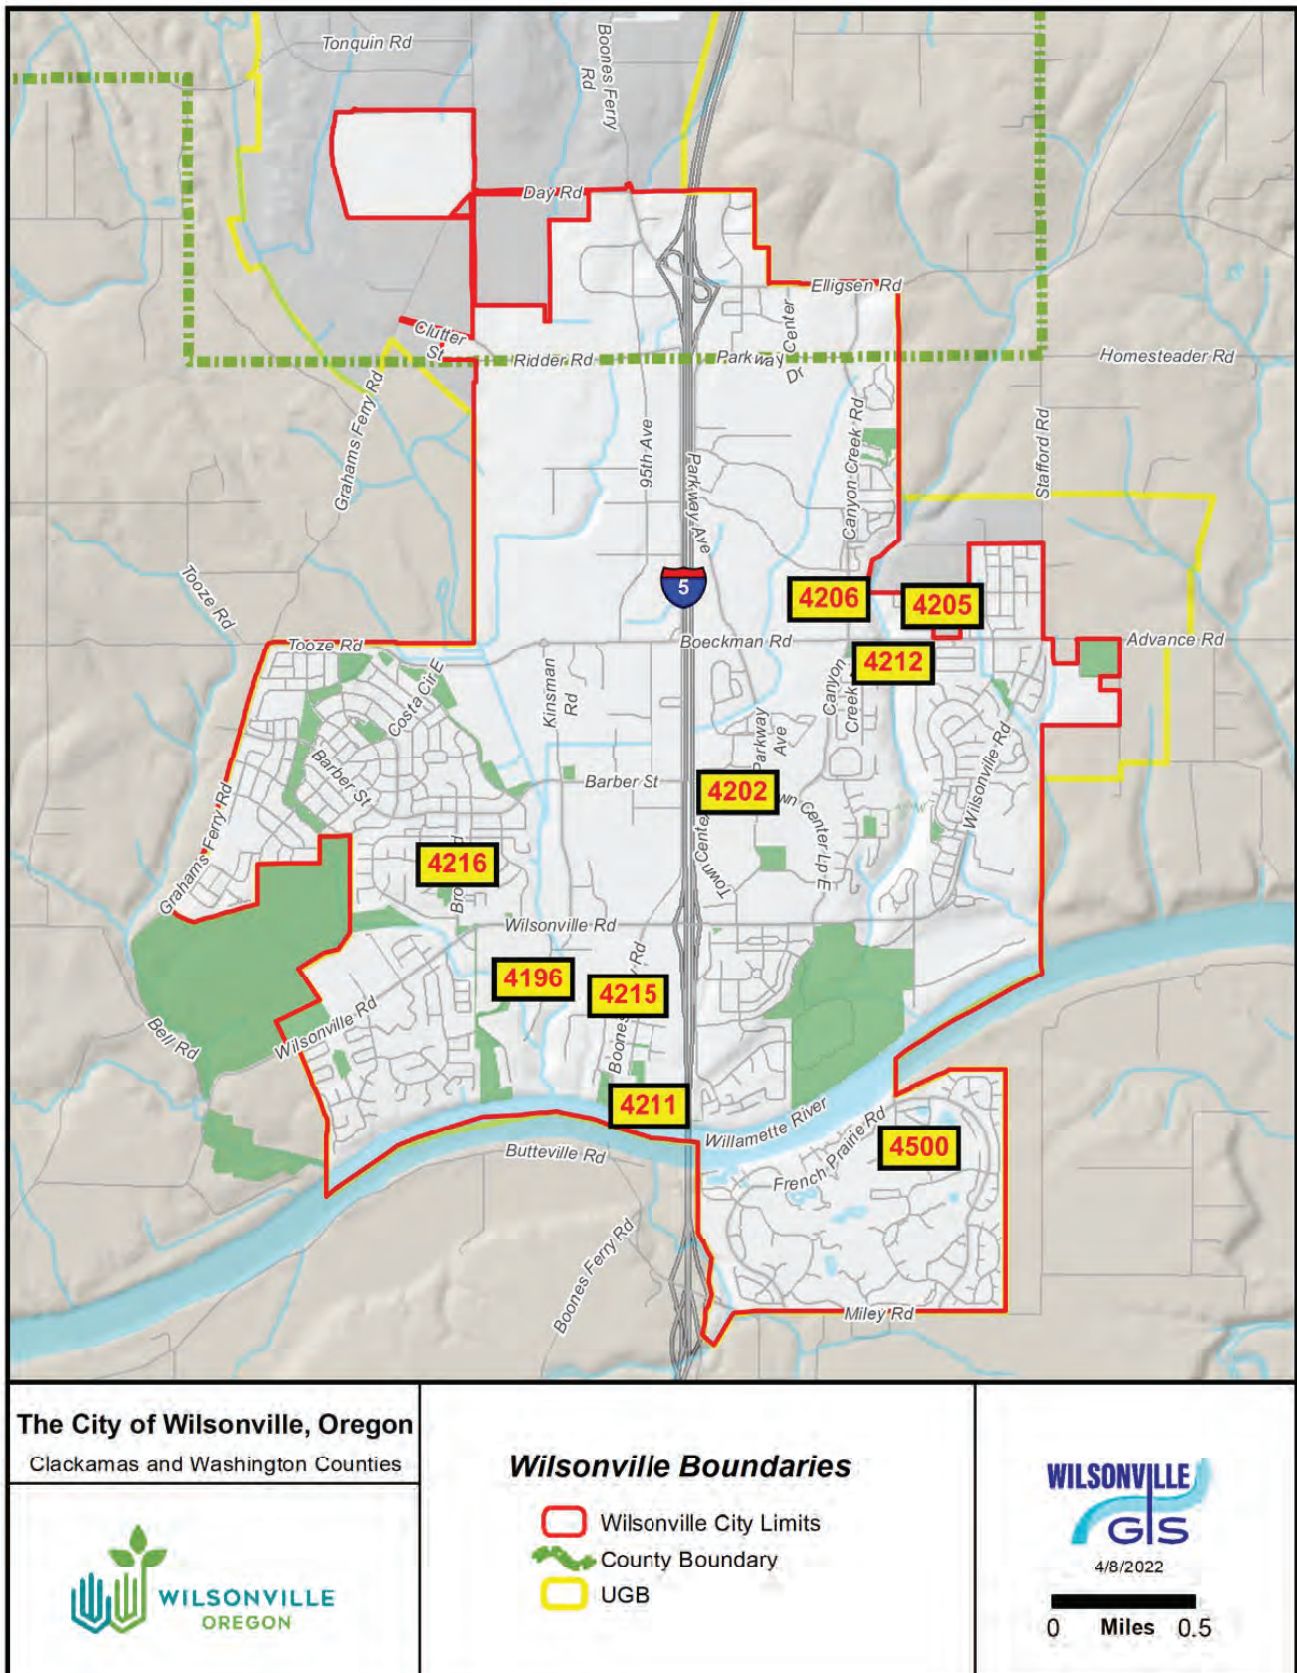 Tonquin Rd
Boones Ferry
Rd
Day Rd
Elligsen Rd
Clutter
St
Ridder Rd
Parkway Center
Dr
Homesteader Rd
Grahams Ferry Rd
95th Ave
Parkway Ave
Canyon Creek Rd
Stafford Rd
5
4206
4205
Tooze Rd
Tooze Rd
Boeckman Rd
Advance Rd
4212
Costa Cir E
Kinsman
Rd
Canyon
Creek
Parkway
Ave
Wilsonville Rd
Barber St
Barber St
4202
Town Center
wn Center Lp E
Grahams Ferry Rd
4216
Bro
d
Wilsonville Rd
4196
4215
Boones
y Rd
Bell Rd
Wilsonville Rd
4211
Willamette River
Butteville Rd
French Prairie Rd
4500
Boones Ferry Rd
Miley Rd
The City of Wilsonville, Oregon
Clackamas and Washington Counties
WILSONVILLE
OREGON
Wilsonville Boundaries
Wilsonville City Limits
County Boundary
UGB
WILSONVILLE
GIS
4/8/2022
0 Miles 0.5